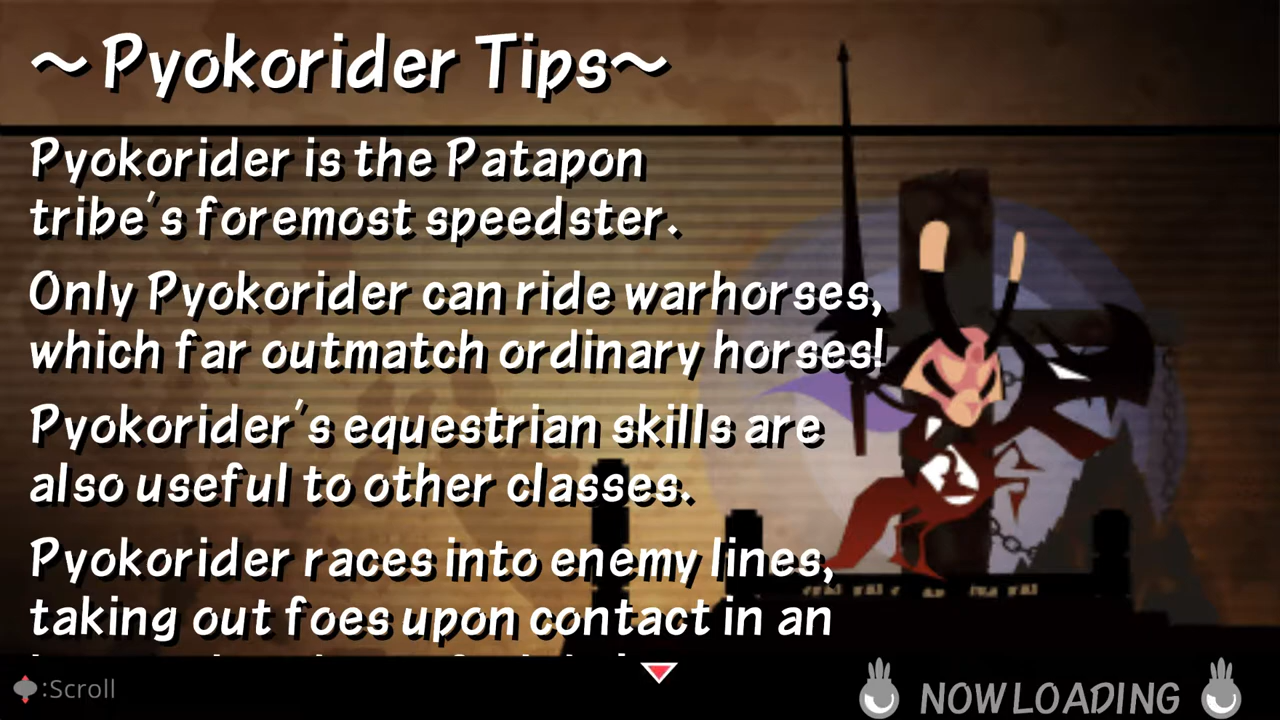 ~Pyokorider Tips~
Pyokorider is the Patapon
tribe's foremost speedster.
Only Pyokorider can ride warhorses,
which far outmatch ordinary horses!
Pyokorider's equestrian skills are
also useful to other classes.
Pyokorider races into enemy lines,
taking out foes upon contact in an
:Scroll
NOW LOADING